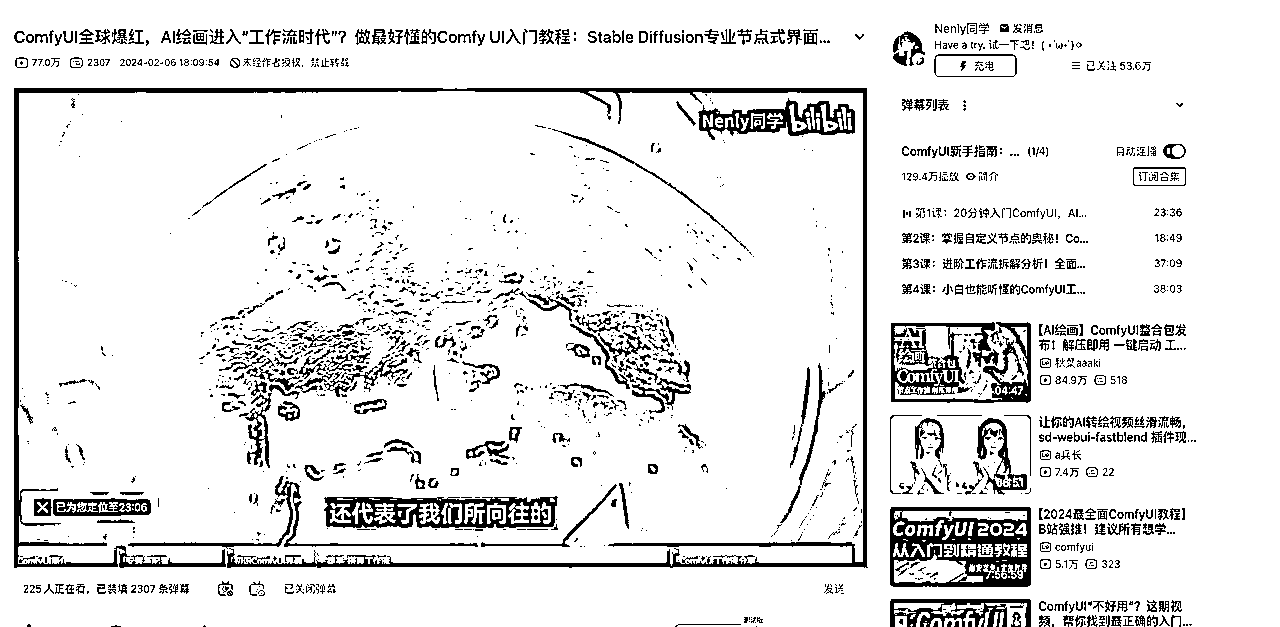 ComfyUI全球爆红，AI绘画进入“工作流时代”？做最好懂的Comfy UI入门教程：Stable Diffusion专业节点式界面...
77.0万 2307 2024-02-06 18:09:54 未经作者授权，禁止转载
Nenly同学 bilibili
已为您定位至23:06
还代表了我们所向往的
225人正在看，已装填 2307 条弹幕 已关闭弹幕 发送
Nenly同学 发消息
Have a try. 试一下吧！
充电 已关注 53.6万
弹幕列表
ComfyUI新手指南：... (1/4) 自动连播
129.4万播放 简介 订阅合集
第1课：20分钟入门ComfyUI，AI... 23:36
第2课：掌握自定义节点的奥秘！Co... 18:49
第3课：进阶工作流拆解分析！全面... 37:09
第4课：小白也能听懂的ComfyUI工... 38:03
AI
绘画
ComfyUI
04:47
【AI绘画】ComfyUI整合包发
布！解压即用 一键启动 工...
秋葉aaaki
84.9万 518
让你的AI转绘视频丝滑流畅，
sd-webui-fastblend 插件现...
a兵长
7.4万 22
ComfyUI 2024
从入门到精通教程
7:56:59
【2024最全面ComfyUI教程】
B站强推！建议所有想学...
comfyui
5.1万 323
ComfyUI
ComfyUI“不好用”？这期视
频，帮你找到最正确的入门...